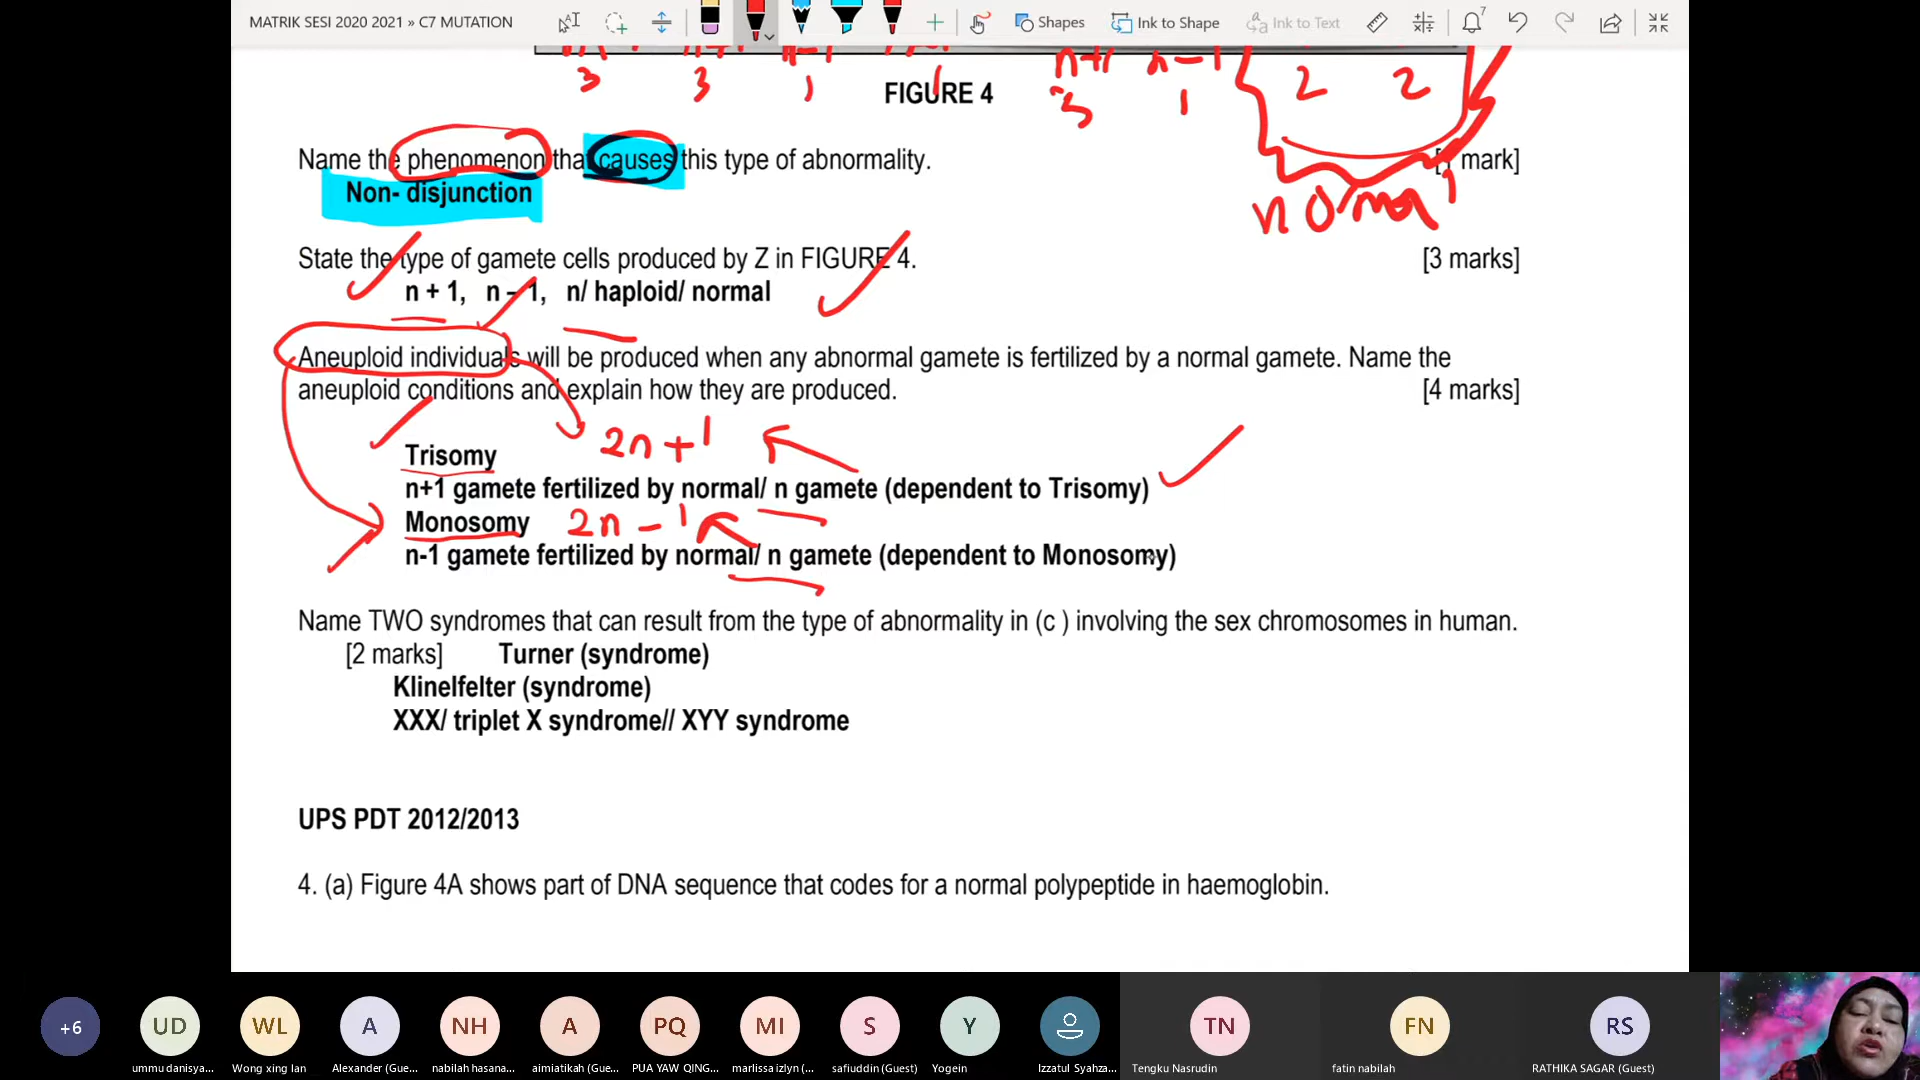 MATRIK SESI 2020 2021 » C7 MUTATION
Shapes
Ink to Shape
Ink to Text
7
3 3 1 1
n+1 n-1
3 1
2 2
FIGURE 4
Name the phenomenon that causes this type of abnormality. [1 mark]
Non- disjunction
normal
State the type of gamete cells produced by Z in FIGURE 4. [3 marks]
n + 1, n – 1, n/ haploid/ normal
Aneuploid individuals will be produced when any abnormal gamete is fertilized by a normal gamete. Name the
aneuploid conditions and explain how they are produced. [4 marks]
2n+1
Trisomy
n+1 gamete fertilized by normal/ n gamete (dependent to Trisomy)
Monosomy 2n-1
n-1 gamete fertilized by normal/ n gamete (dependent to Monosomy)
Name TWO syndromes that can result from the type of abnormality in (c ) involving the sex chromosomes in human.
[2 marks] Turner (syndrome)
Klinelfelter (syndrome)
XXX/ triplet X syndrome// XYY syndrome
UPS PDT 2012/2013
4. (a) Figure 4A shows part of DNA sequence that codes for a normal polypeptide in haemoglobin.
+6 UD WL A NH A PQ MI S Y TN FN RS
ummu danisya... Wong xing lan Alexander (Gue... nabilah hasana... aimiatikah (Gue... PUA YAW QING... marlissa izlyn (... safiuddin (Guest) Yogein Izzatul Syahza... Tengku Nasrudin fatin nabilah RATHIKA SAGAR (Guest)